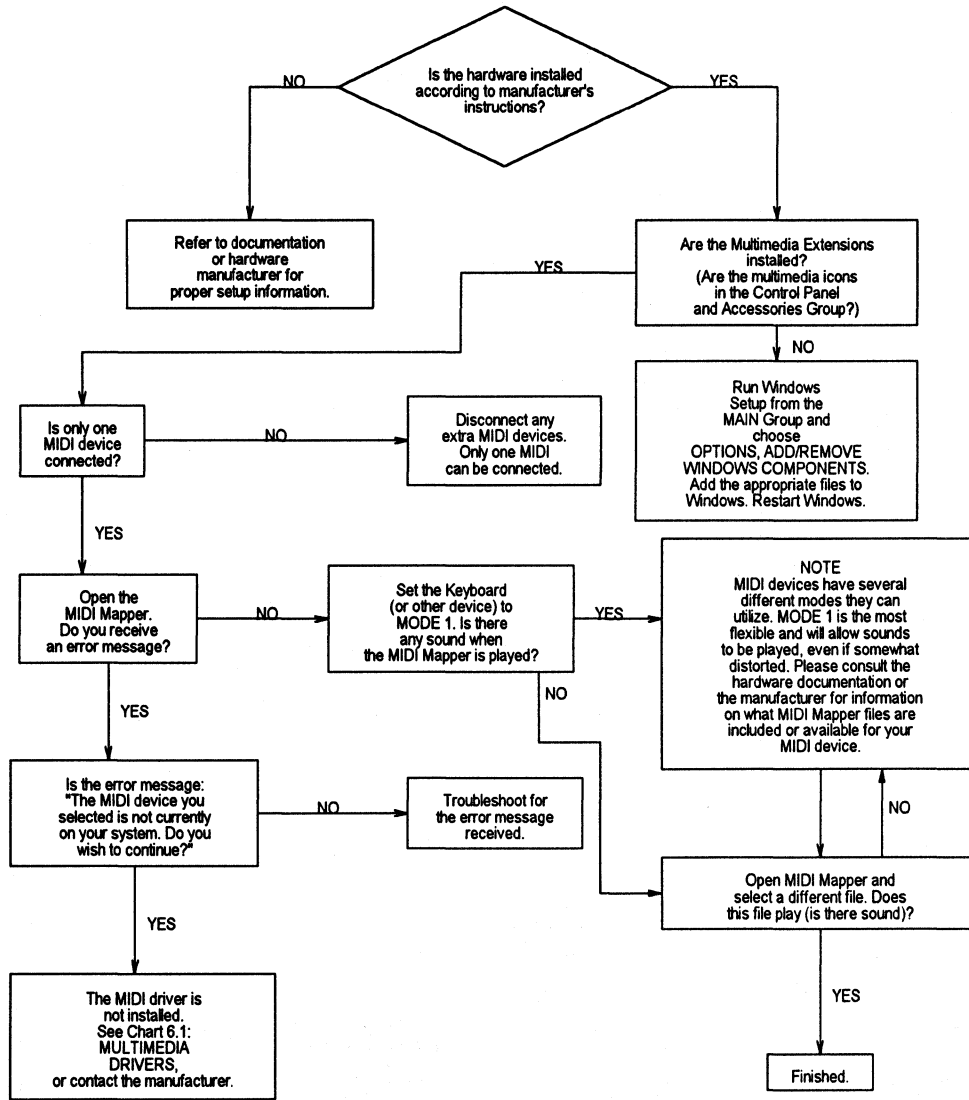 Is the hardware installed
according to manufacturer's
instructions?
NO
YES
Refer to documentation
or hardware
manufacturer for
proper setup information.
Are the Multimedia Extensions
installed?
(Are the multimedia icons
in the Control Panel
and Accessories Group?)
YES
NO
Run Windows
Setup from the
MAIN Group and
choose
OPTIONS, ADD/REMOVE
WINDOWS COMPONENTS.
Add the appropriate files to
Windows. Restart Windows.
Is only one
MIDI device
connected?
NO
Disconnect any
extra MIDI devices.
Only one MIDI
can be connected.
YES
Open the
MIDI Mapper.
Do you receive
an error message?
NO
Set the Keyboard
(or other device) to
MODE 1. Is there
any sound when
the MIDI Mapper is played?
YES
NOTE
MIDI devices have several
different modes they can
utilize. MODE 1 is the most
flexible and will allow sounds
to be played, even if somewhat
distorted. Please consult the
hardware documentation or
the manufacturer for information
on what MIDI Mapper files are
included or available for your
MIDI device.
NO
YES
Is the error message:
"The MIDI device you
selected is not currently
on your system. Do you
wish to continue?"
NO
Troubleshoot for
the error message
received.
NO
Open MIDI Mapper and
select a different file. Does
this file play (is there sound)?
YES
The MIDI driver is
not installed.
See Chart 6.1:
MULTIMEDIA
DRIVERS,
or contact the manufacturer.
YES
Finished.